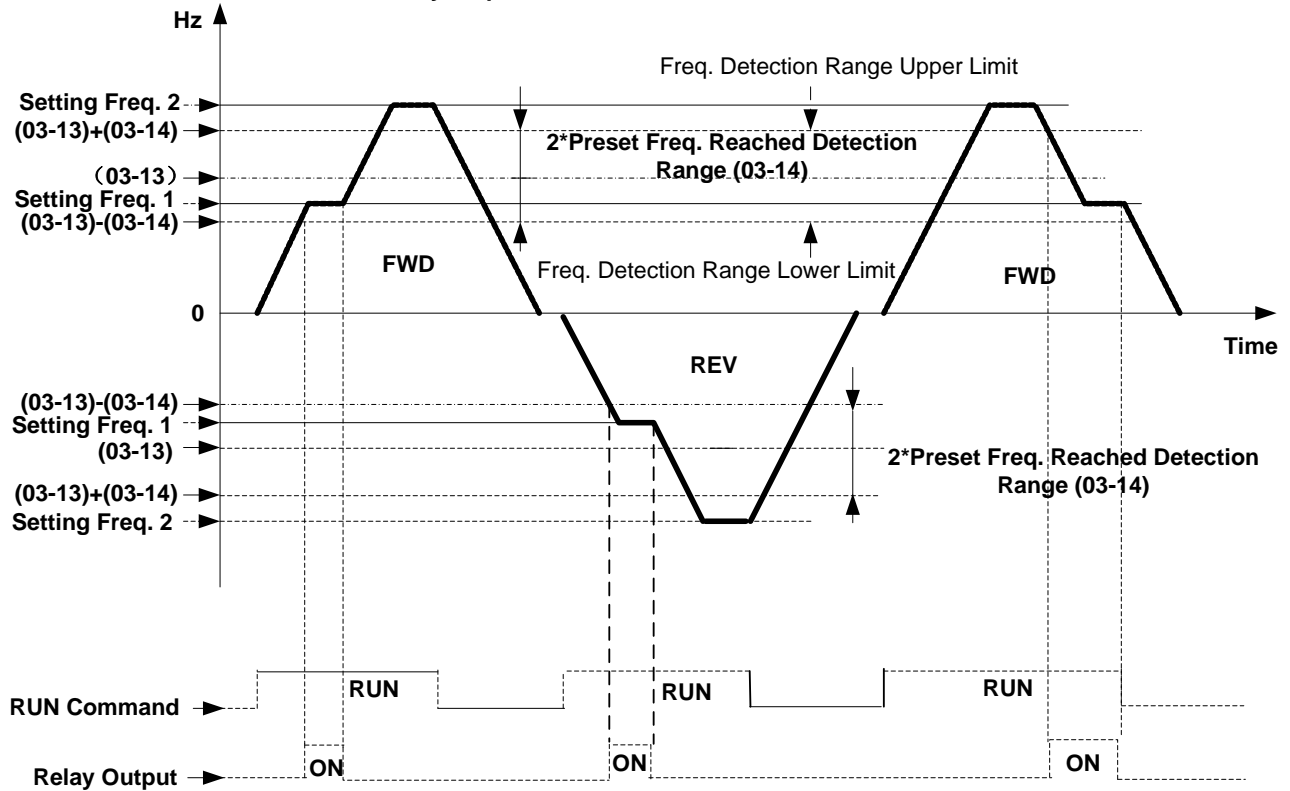 Hz
Freq. Detection Range Upper Limit
Setting Freq. 2
(03-13)+(03-14)
2*Preset Freq. Reached Detection
Range (03-14)
（03-13）
Setting Freq. 1
(03-13)-(03-14)
FWD
Freq. Detection Range Lower Limit
FWD
0
Time
REV
(03-13)-(03-14)
Setting Freq. 1
(03-13)
2*Preset Freq. Reached Detection
Range (03-14)
(03-13)+(03-14)
Setting Freq. 2
RUN
RUN
RUN
RUN Command
ON
ON
ON
Relay Output